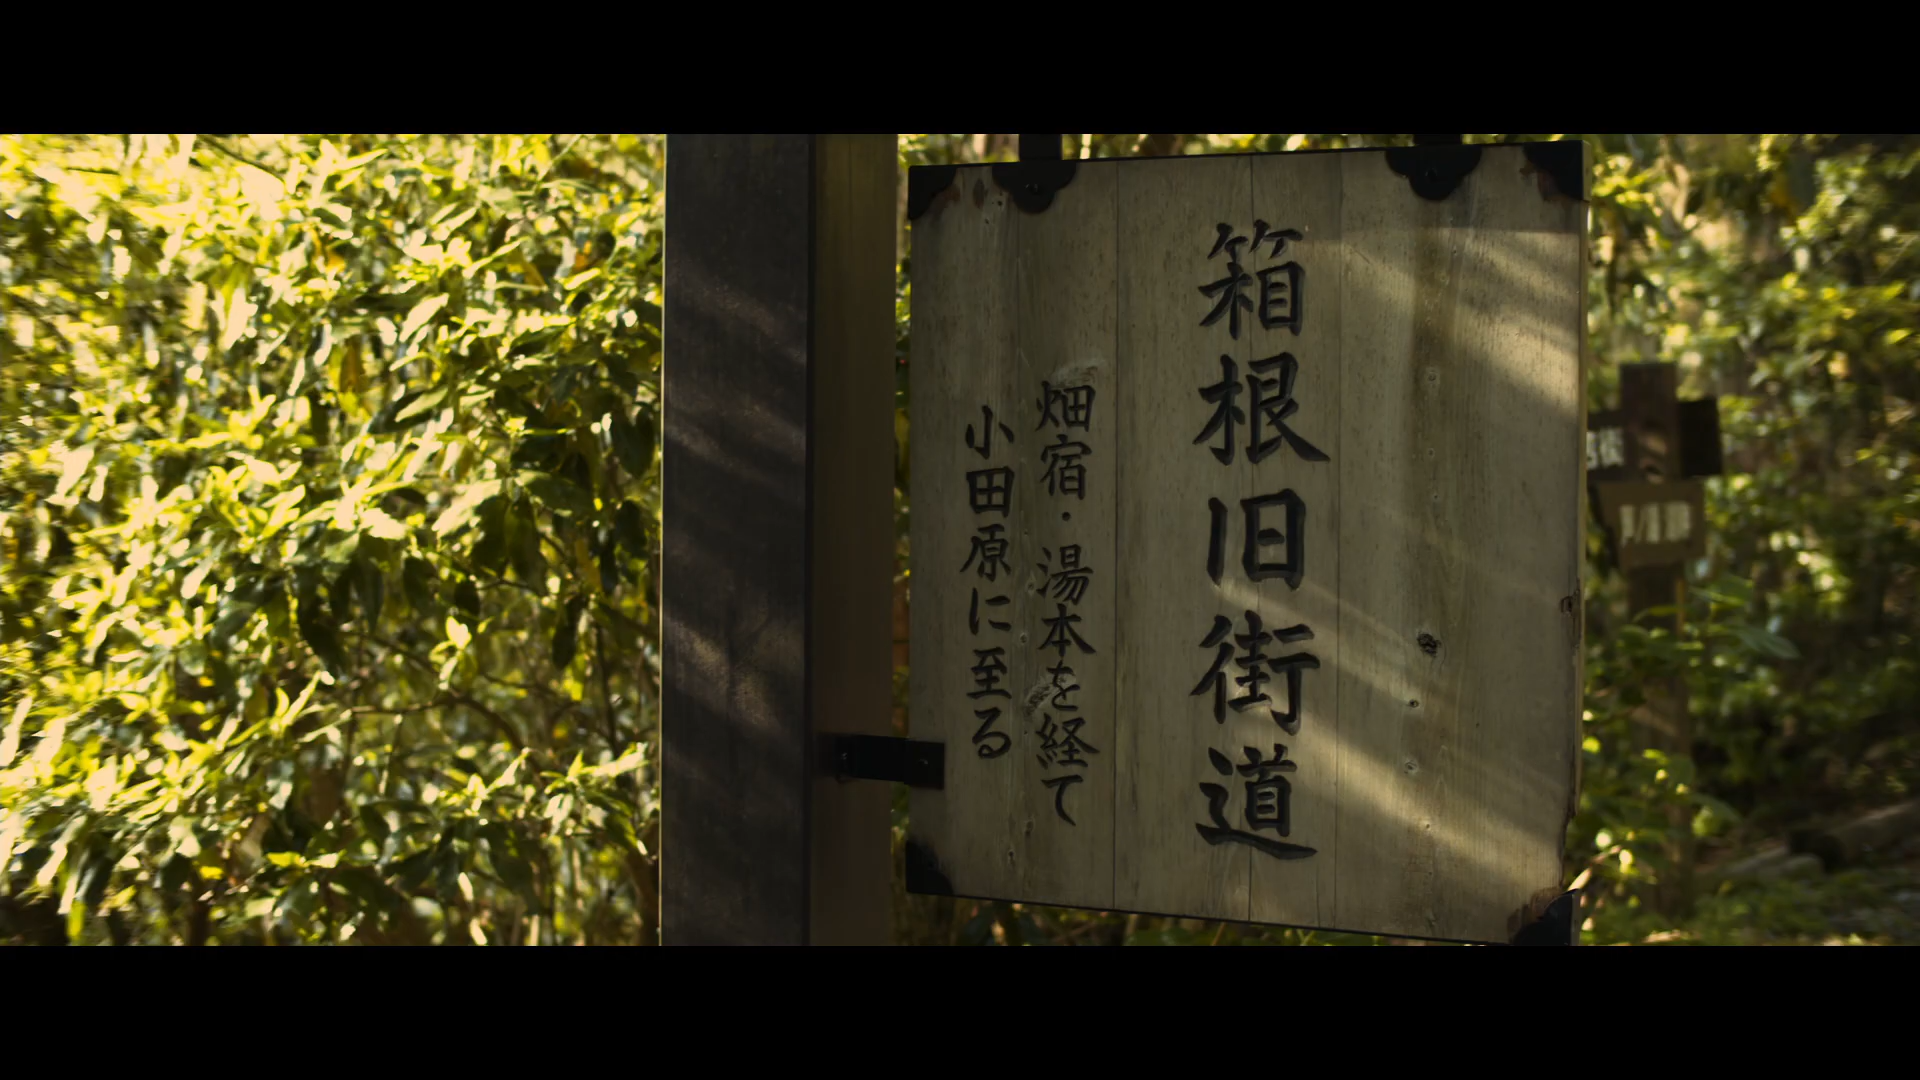 箱根旧街道
畑宿・湯本を経て
小田原に至る